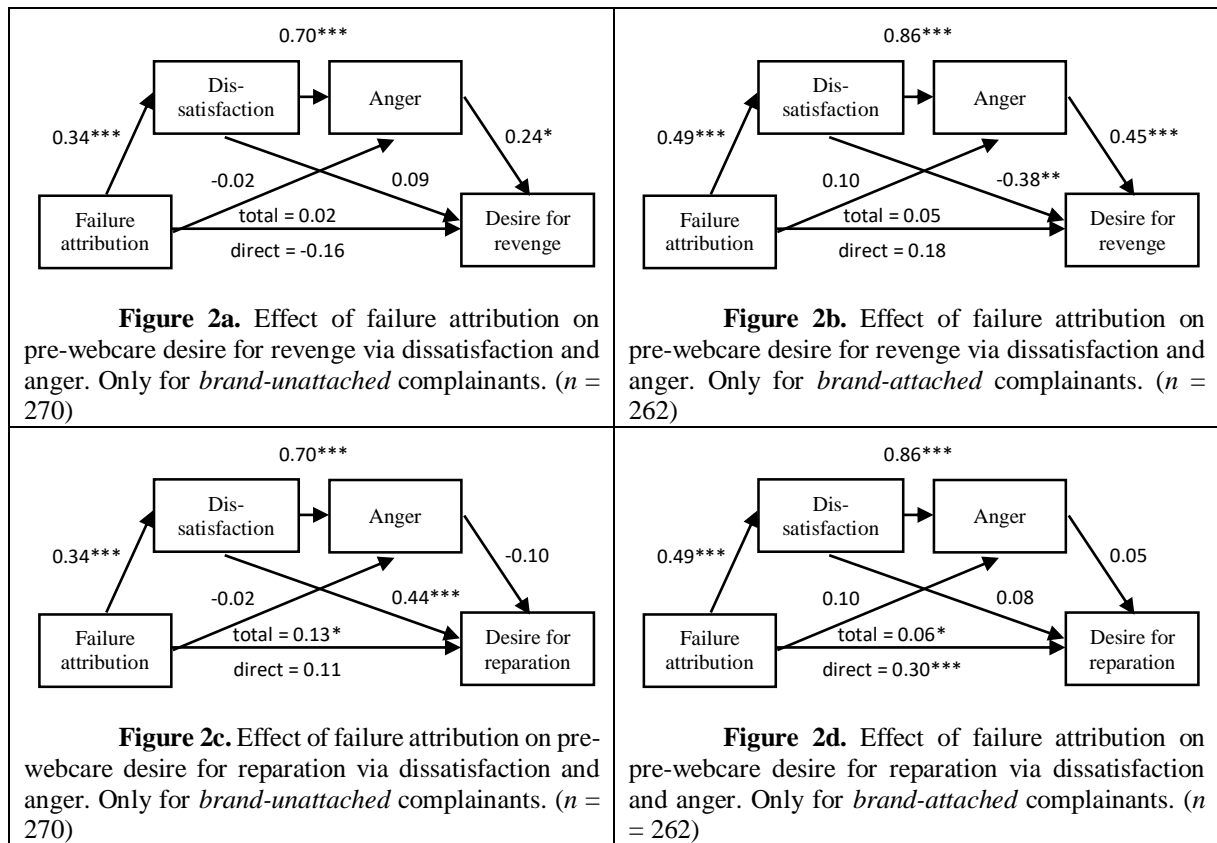 0.70***
Dis-
satisfaction
Anger
0.34***
-0.02
0.09
0.24*
Failure
attribution
total = 0.02
direct = -0.16
Desire for
revenge
Figure 2a. Effect of failure attribution on
pre-webcare desire for revenge via dissatisfaction and
anger. Only for brand-unattached complainants. (n =
270)
0.86***
Dis-
satisfaction
Anger
0.49***
0.10
-0.38**
0.45***
Failure
attribution
total = 0.05
direct = 0.18
Desire for
revenge
Figure 2b. Effect of failure attribution on
pre-webcare desire for revenge via dissatisfaction and
anger. Only for brand-attached complainants. (n =
262)
0.70***
Dis-
satisfaction
Anger
0.34***
-0.02
0.44***
-0.10
Failure
attribution
total = 0.13*
direct = 0.11
Desire for
reparation
Figure 2c. Effect of failure attribution on pre-
webcare desire for reparation via dissatisfaction and
anger. Only for brand-unattached complainants. (n =
270)
0.86***
Dis-
satisfaction
Anger
0.49***
0.10
0.08
0.05
Failure
attribution
total = 0.06*
direct = 0.30***
Desire for
reparation
Figure 2d. Effect of failure attribution on
pre-webcare desire for reparation via dissatisfaction
and anger. Only for brand-attached complainants. (n
= 262)